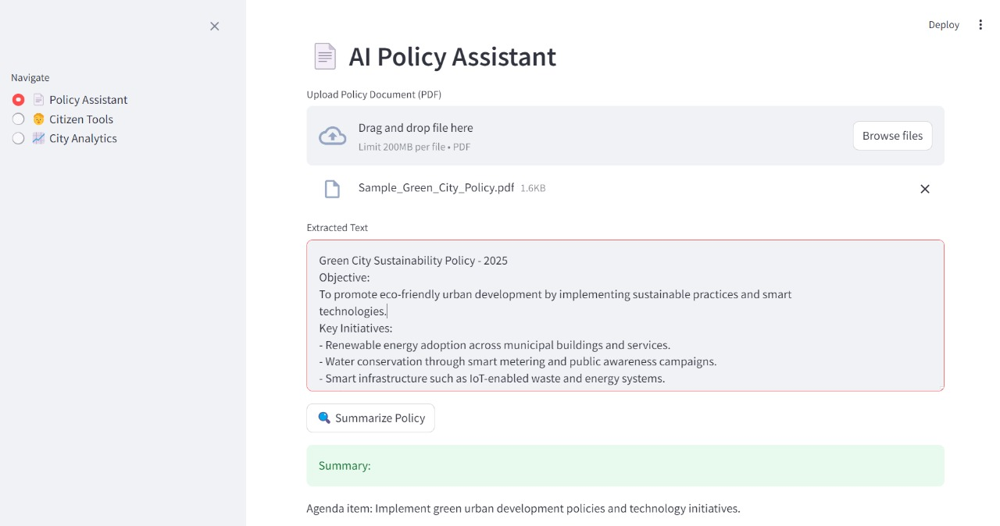 Deploy
AI Policy Assistant
Navigate
Policy Assistant
Citizen Tools
City Analytics
Upload Policy Document (PDF)
Drag and drop file here
Limit 200MB per file • PDF
Browse files
Sample_Green_City_Policy.pdf 1.6KB
Extracted Text
Green City Sustainability Policy - 2025
Objective:
To promote eco-friendly urban development by implementing sustainable practices and smart
technologies.
Key Initiatives:
- Renewable energy adoption across municipal buildings and services.
- Water conservation through smart metering and public awareness campaigns.
- Smart infrastructure such as IoT-enabled waste and energy systems.
Summarize Policy
Summary:
Agenda item: Implement green urban development policies and technology initiatives.